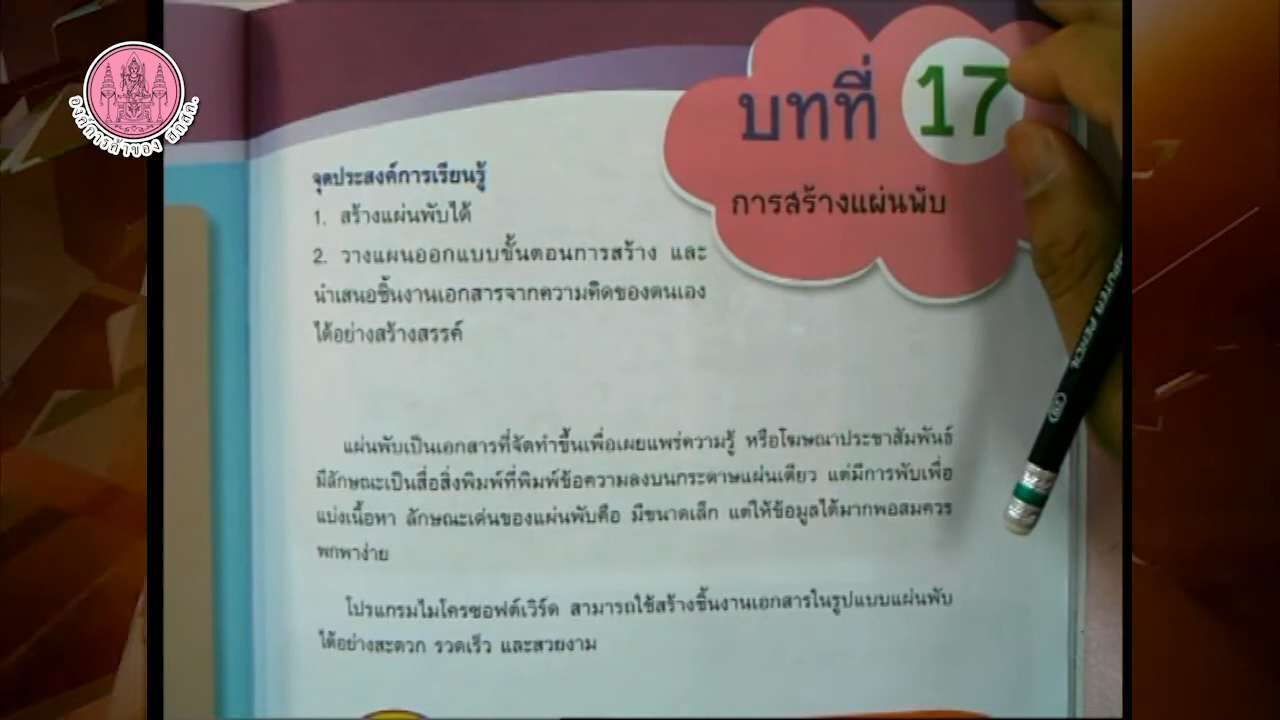 องค์การค้าของ สกสค.
บทที่ 17
การสร้างแผ่นพับ
จุดประสงค์การเรียนรู้
1. สร้างแผ่นพับได้
2. วางแผนออกแบบขั้นตอนการสร้าง และ
นำเสนอชิ้นงานเอกสารจากความคิดของตนเอง
ได้อย่างสร้างสรรค์
แผ่นพับเป็นเอกสารที่จัดทำขึ้นเพื่อเผยแพร่ความรู้ หรือโฆษณาประชาสัมพันธ์
มีลักษณะเป็นสื่อสิ่งพิมพ์ที่พิมพ์ข้อความลงบนกระดาษแผ่นเดียว แต่มีการพับเพื่อ
แบ่งเนื้อหา ลักษณะเด่นของแผ่นพับคือ มีขนาดเล็ก แต่ให้ข้อมูลได้มากพอสมควร
พกพาง่าย
โปรแกรมไมโครซอฟต์เวิร์ด สามารถใช้สร้างชิ้นงานเอกสารในรูปแบบแผ่นพับ
ได้อย่างสะดวก รวดเร็ว และสวยงาม
PENCIL